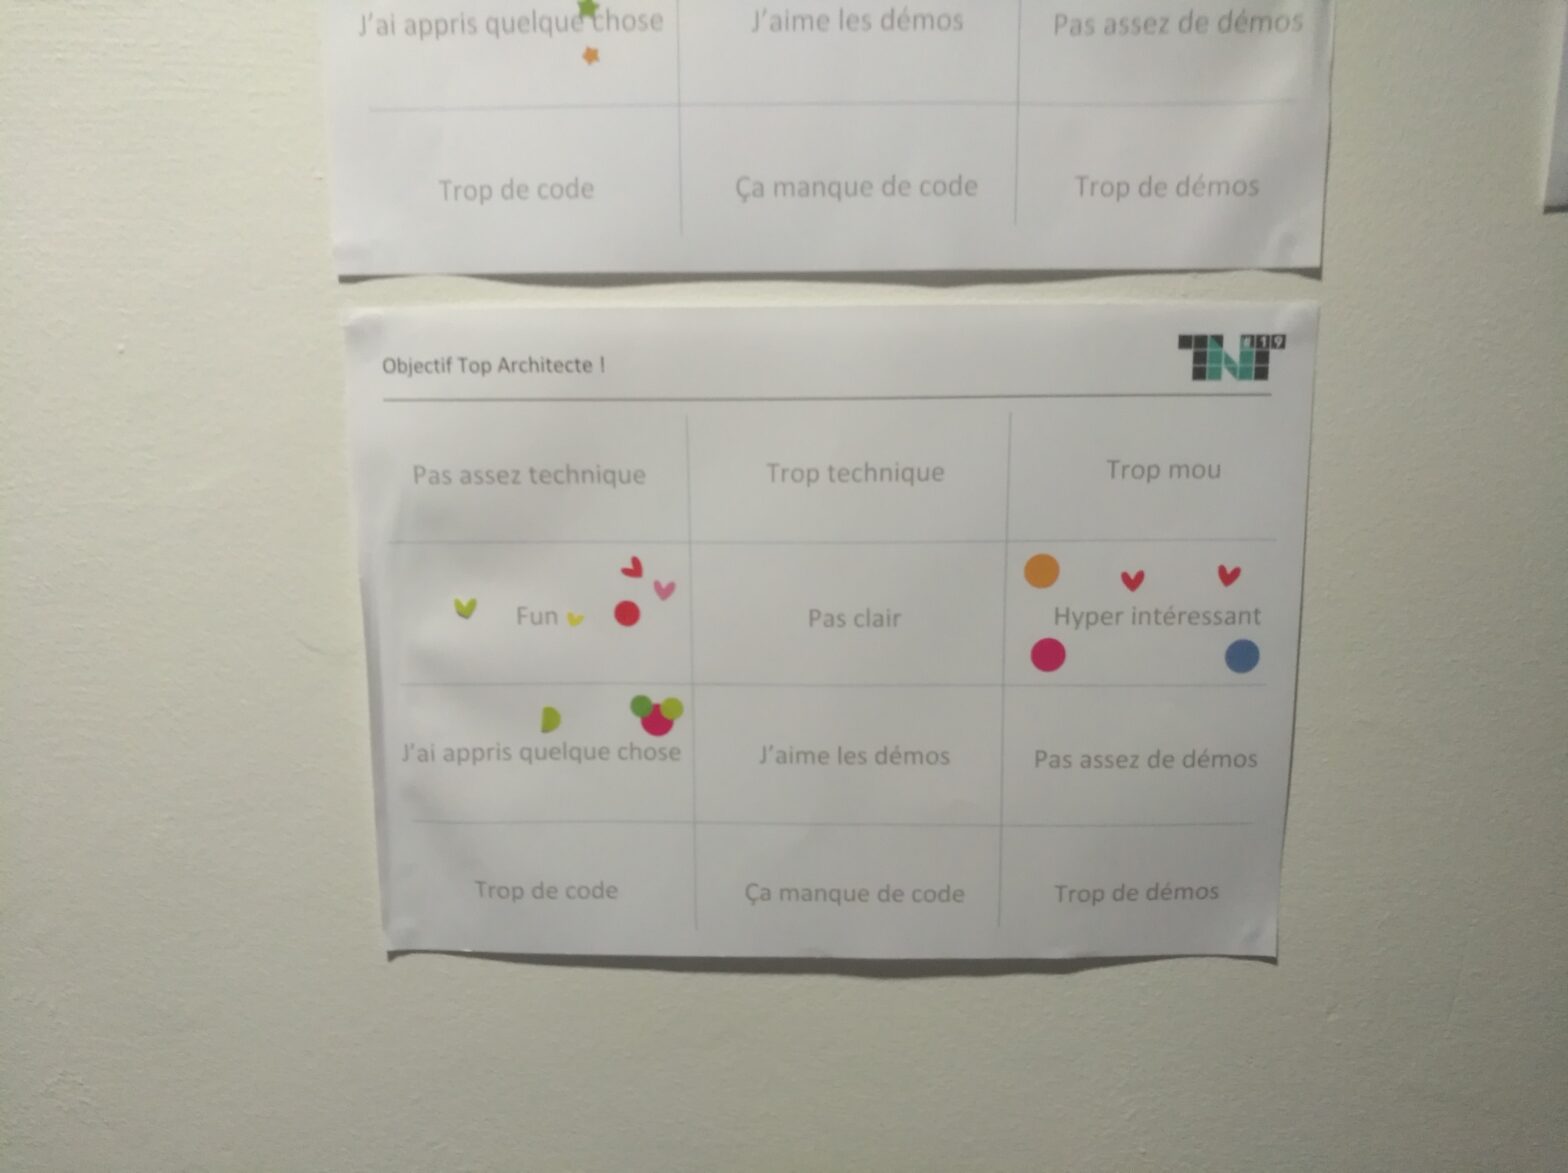 J'ai appris quelque chose
J'aime les démos
Pas assez de démos
Trop de code
Ça manque de code
Trop de démos
Objectif Top Architecte !
TNT #19
Pas assez technique
Trop technique
Trop mou
Fun
Pas clair
Hyper intéressant
J'ai appris quelque chose
J'aime les démos
Pas assez de démos
Trop de code
Ça manque de code
Trop de démos